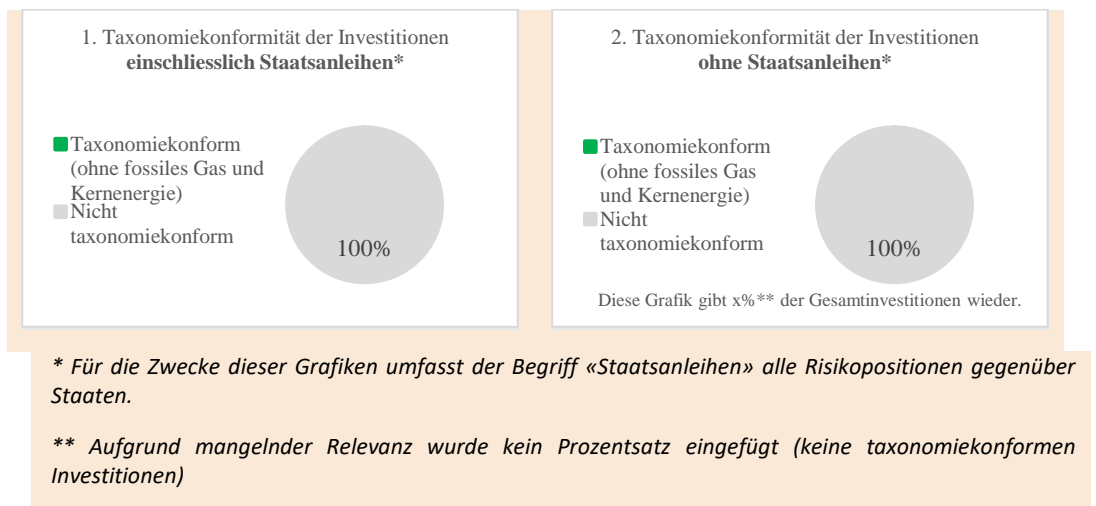 1. Taxonomiekonformität der Investitionen
einschliesslich Staatsanleihen*
Taxonomiekonform
(ohne fossiles Gas und
Kernenergie)
Nicht
taxonomiekonform
100%
2. Taxonomiekonformität der Investitionen
ohne Staatsanleihen*
Taxonomiekonform
(ohne fossiles Gas
und Kernenergie)
Nicht
taxonomiekonform
100%
Diese Grafik gibt x%** der Gesamtinvestitionen wieder.
* Für die Zwecke dieser Grafiken umfasst der Begriff «Staatsanleihen» alle Risikopositionen gegenüber
Staaten.
** Aufgrund mangelnder Relevanz wurde kein Prozentsatz eingefügt (keine taxonomiekonformen
Investitionen)